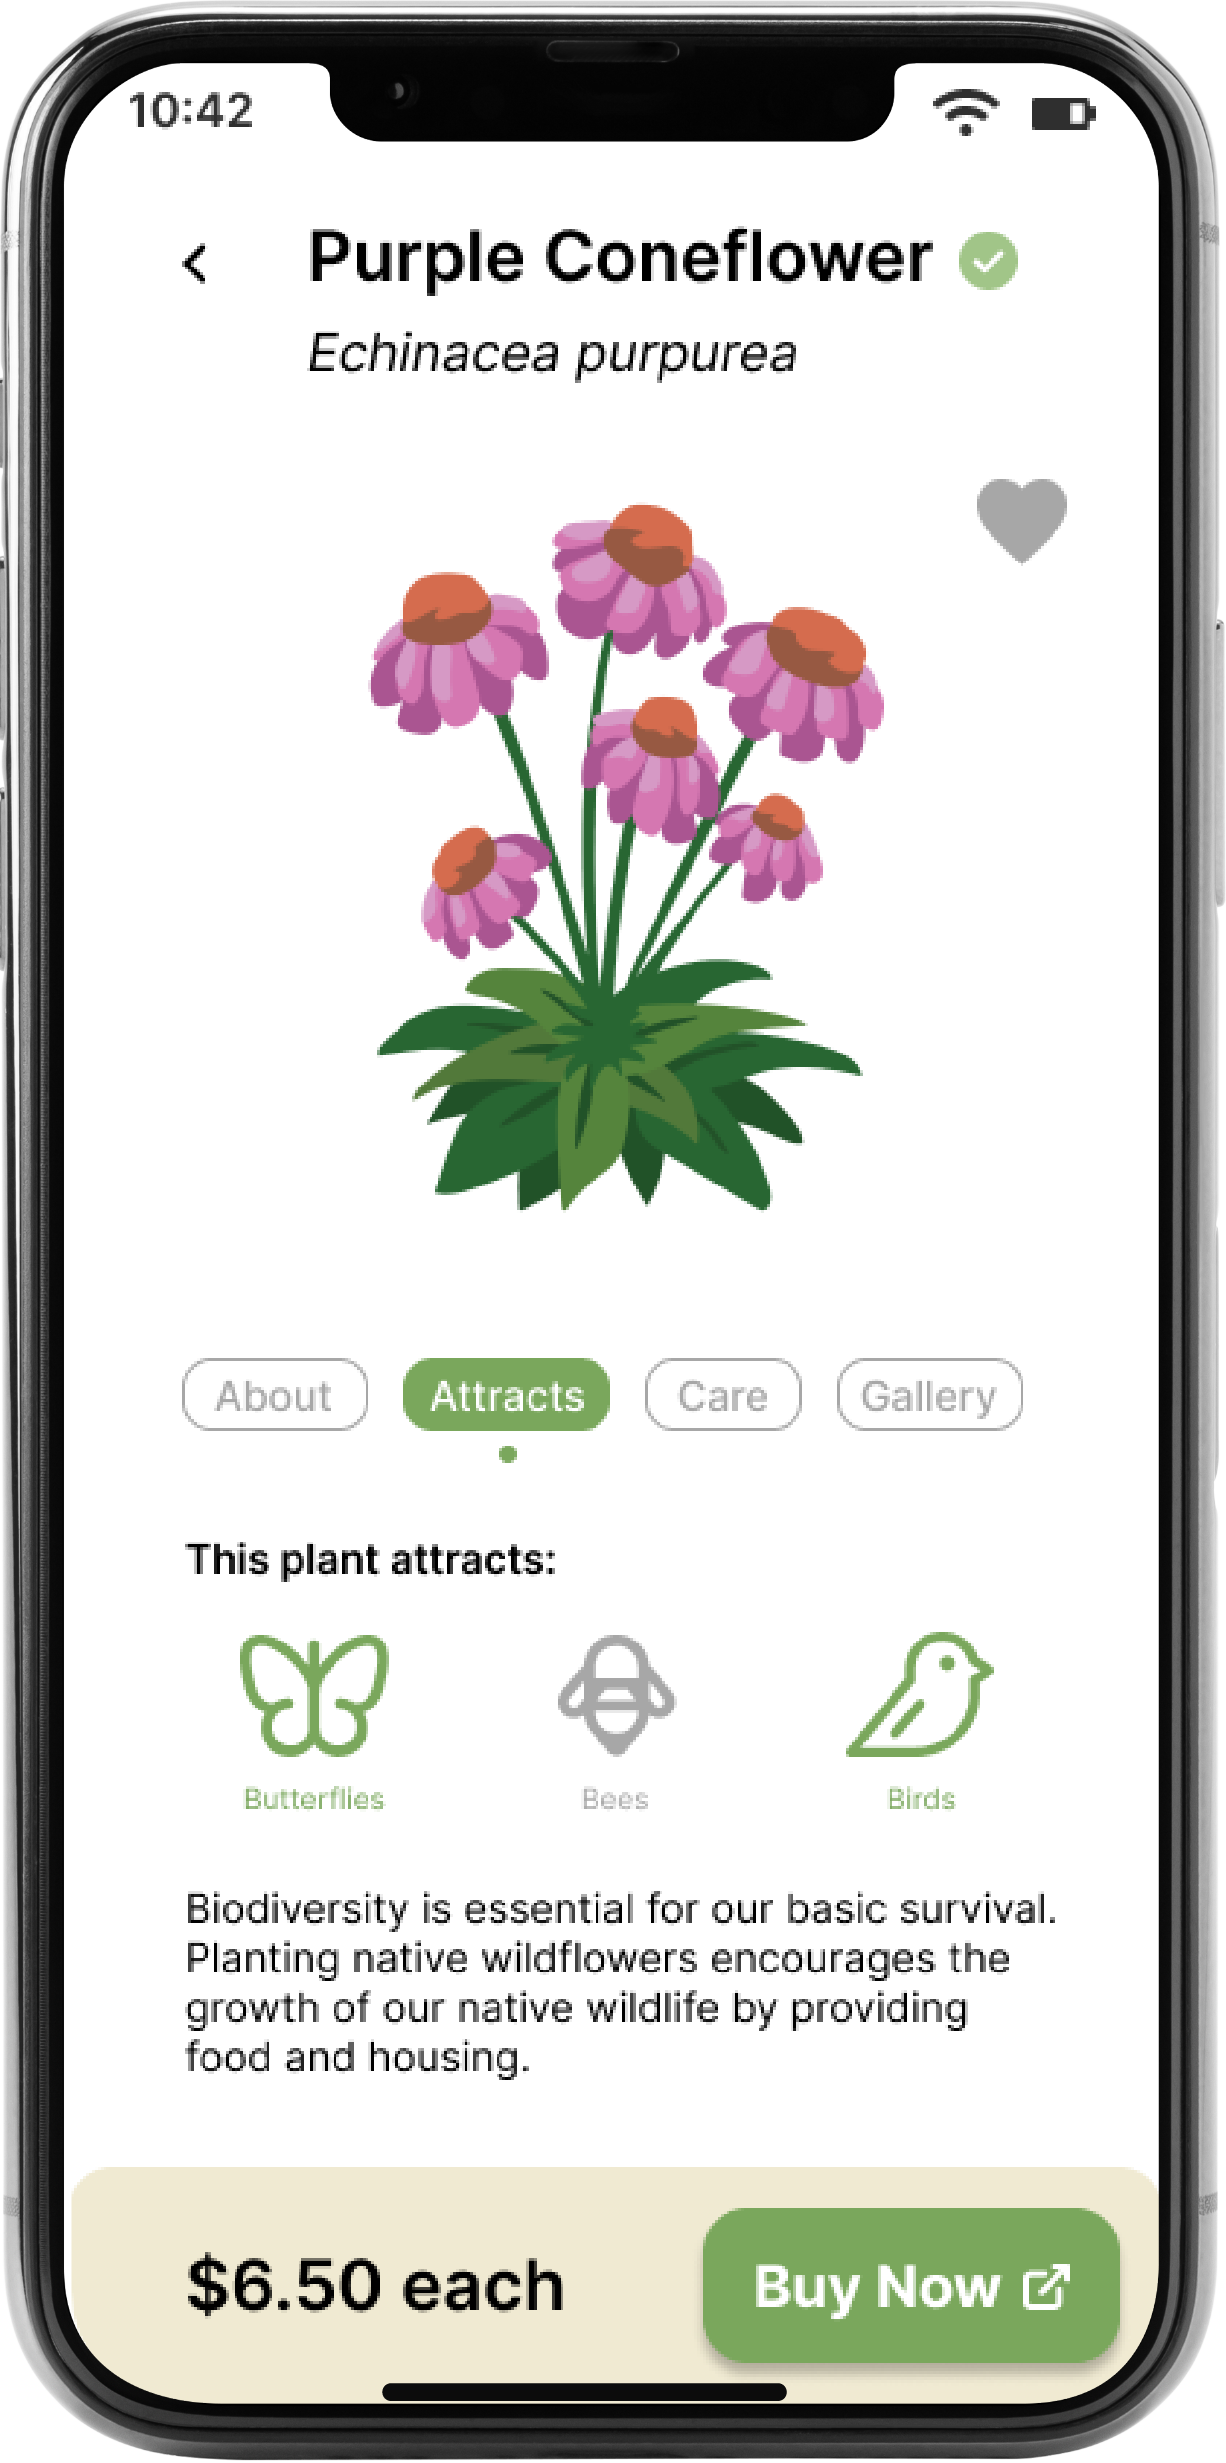 10:42
Purple Coneflower
Echinacea purpurea
About Attracts Care Gallery
This plant attracts:
Butterflies Bees Birds
Biodiversity is essential for our basic survival.
Planting native wildflowers encourages the
growth of our native wildlife by providing
food and housing.
$6.50 each Buy Now